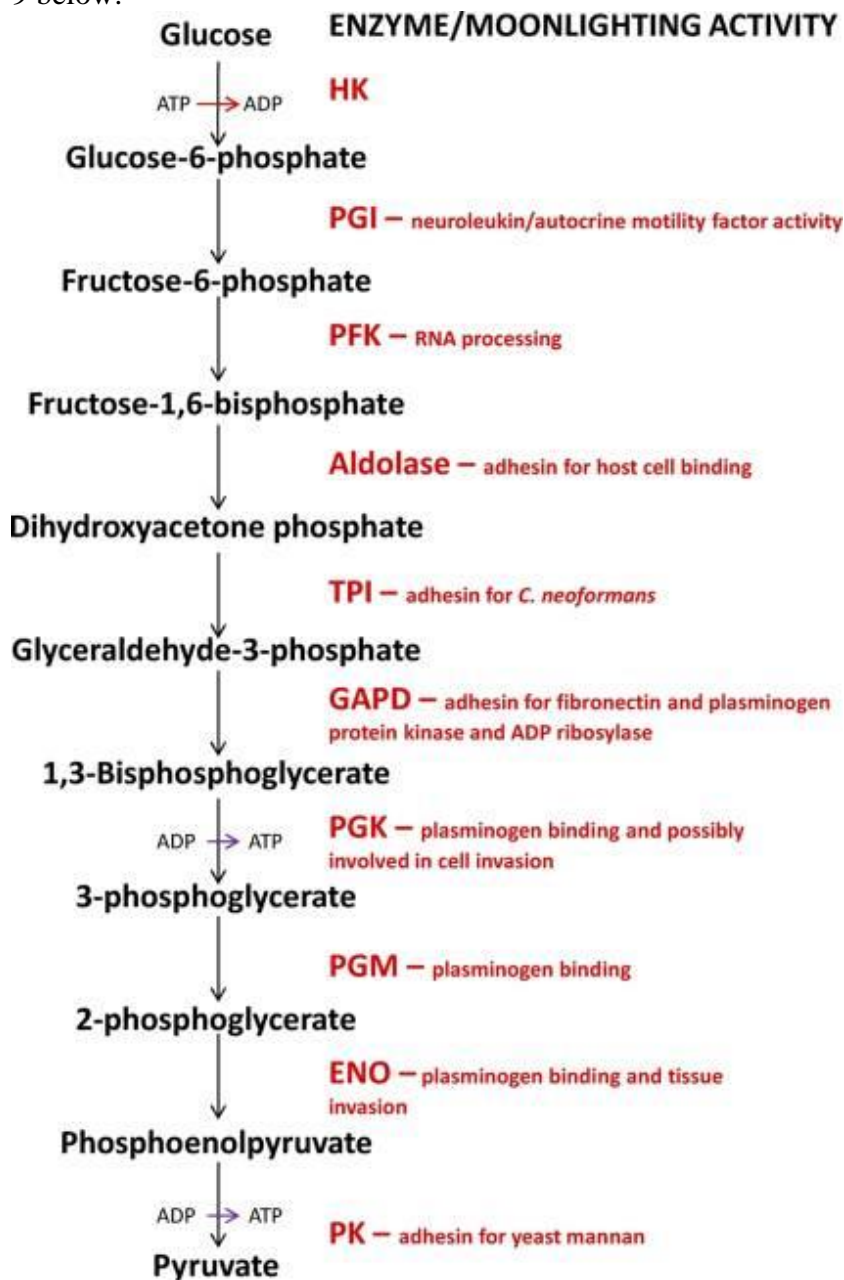 9 below.
Glucose ENZYME/MOONLIGHTING ACTIVITY
ATP ADP HK
Glucose-6-phosphate
PGI – neuroleukin/autocrine motility factor activity
Fructose-6-phosphate
PFK – RNA processing
Fructose-1,6-bisphosphate
Aldolase – adhesin for host cell binding
Dihydroxyacetone phosphate
TPI – adhesin for C. neoformans
Glyceraldehyde-3-phosphate
GAPD – adhesin for fibronectin and plasminogen
protein kinase and ADP ribosylase
1,3-Bisphosphoglycerate
ADP ATP PGK – plasminogen binding and possibly
involved in cell invasion
3-phosphoglycerate
PGM – plasminogen binding
2-phosphoglycerate
ENO – plasminogen binding and tissue
invasion
Phosphoenolpyruvate
ADP ATP PK – adhesin for yeast mannan
Pyruvate